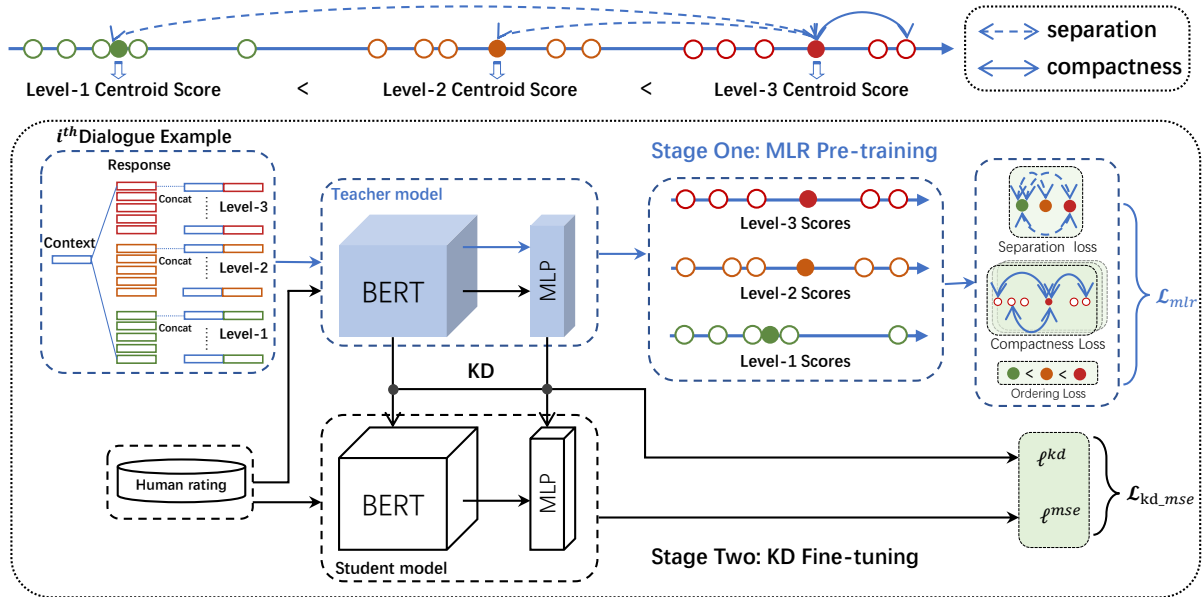 separation
compactness
Level-1 Centroid Score < Level-2 Centroid Score < Level-3 Centroid Score
i^th Dialogue Example
Response
Concat
Level-3
Context
Concat
Level-2
Concat
Level-1
Teacher model
BERT
MLP
Stage One: MLR Pre-training
Level-3 Scores
Level-2 Scores
Level-1 Scores
Separation loss
Compactness Loss
< <
Ordering Loss
ℒ_mlr
KD
Human rating
BERT
MLP
Student model
ℓ^kd
ℓ^mse
ℒ_kd_mse
Stage Two: KD Fine-tuning